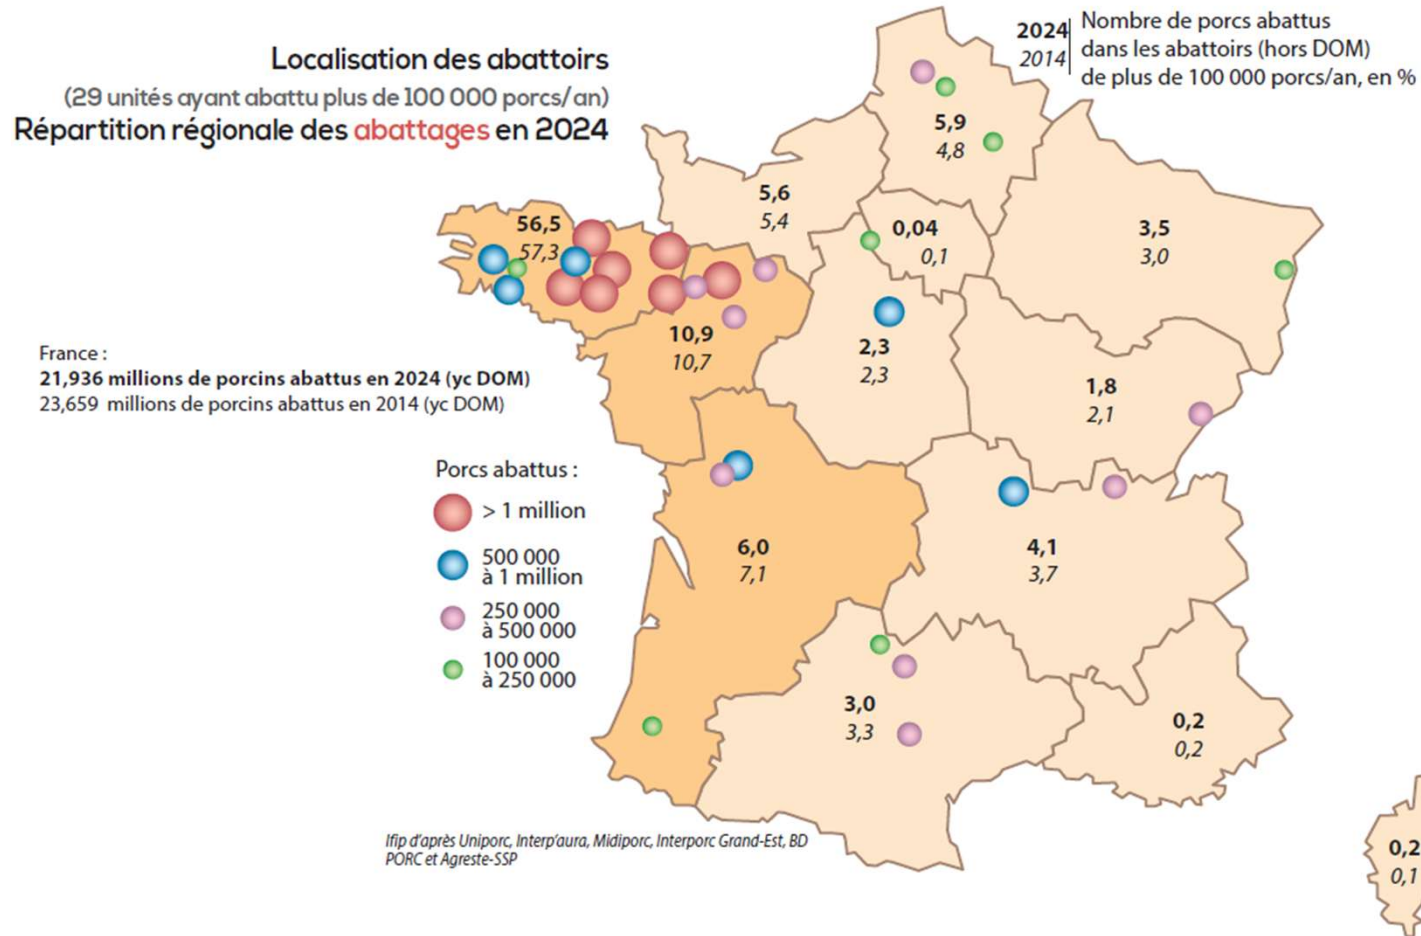 Localisation des abattoirs
(29 unités ayant abattu plus de 100 000 porcs/an)
Répartition régionale des abattages en 2024
2024
2014
Nombre de porcs abattus
dans les abattoirs (hors DOM)
de plus de 100 000 porcs/an, en %
5,9
4,8
5,6
5,4
56,5
57,3
0,04
0,1
3,5
3,0
10,9
10,7
2,3
2,3
1,8
2,1
France :
21,936 millions de porcins abattus en 2024 (yc DOM)
23,659 millions de porcins abattus en 2014 (yc DOM)
Porcs abattus :
> 1 million
500 000
à 1 million
250 000
à 500 000
100 000
à 250 000
6,0
7,1
4,1
3,7
3,0
3,3
0,2
0,2
0,2
0,1
Ifip d'après Uniporc, Interp'aura, Midiporc, Interporc Grand-Est, BD
PORC et Agreste-SSP